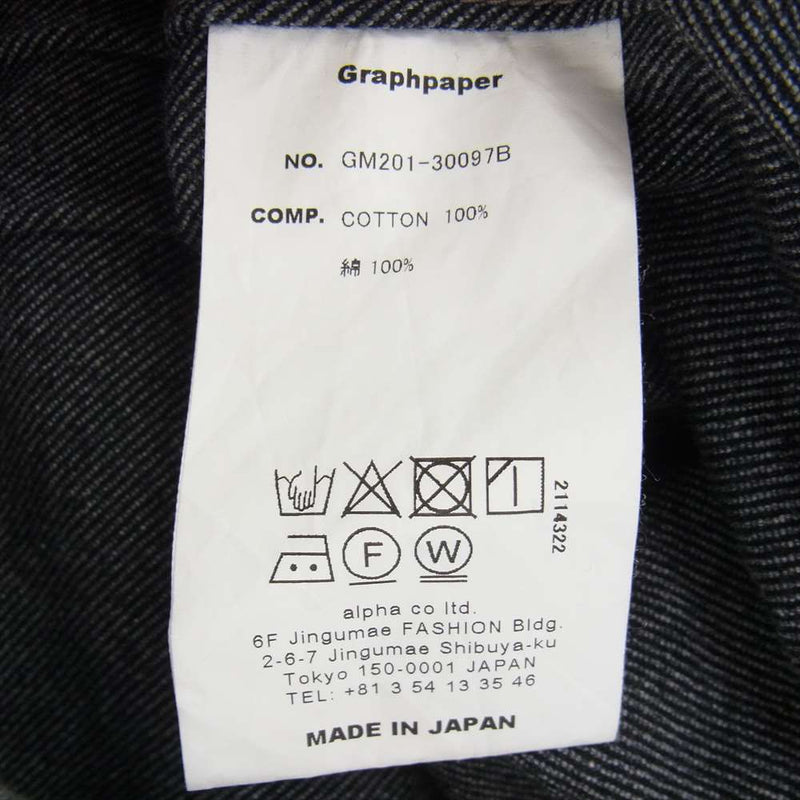 Graphpaper
NO. GM201-30097B
COMP. COTTON 100%
綿 100%
2114322
F W
alpha co ltd.
6F Jingumae FASHION Bldg.
2-6-7 Jingumae Shibuya-ku
Tokyo 150-0001 JAPAN
TEL: +81 3 54 13 35 46
MADE IN JAPAN